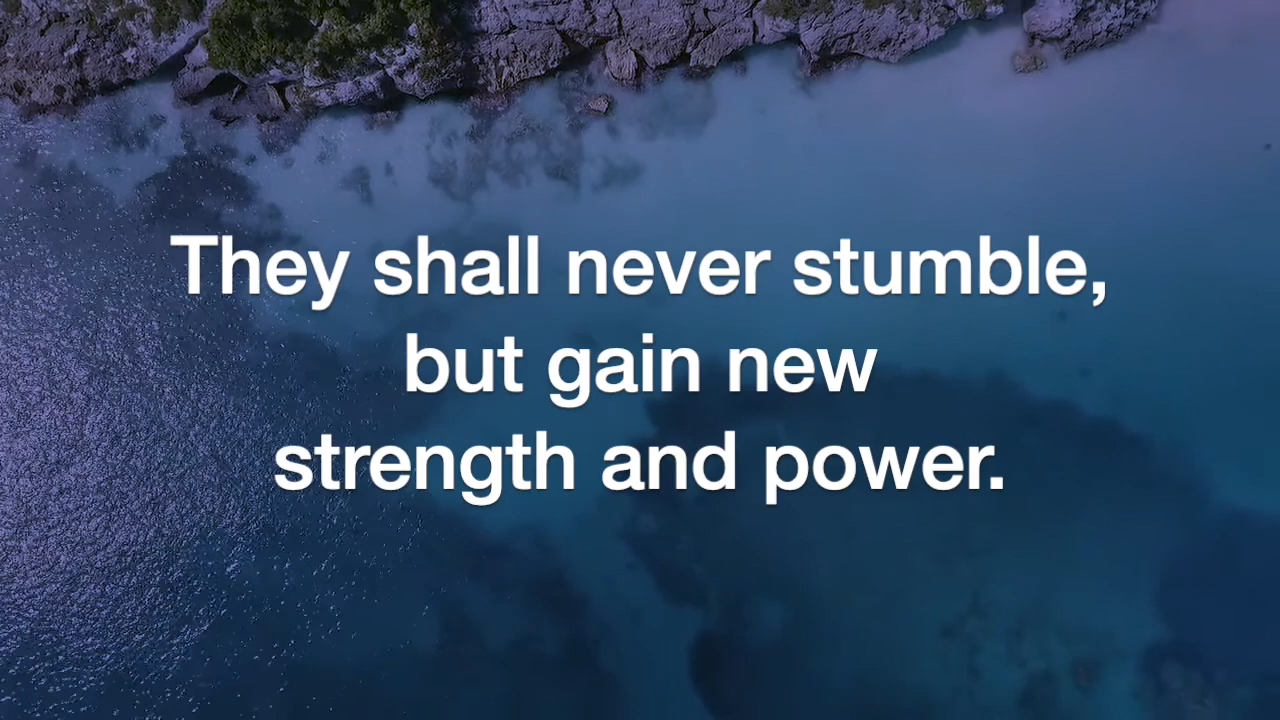 They shall never stumble,
but gain new
strength and power.